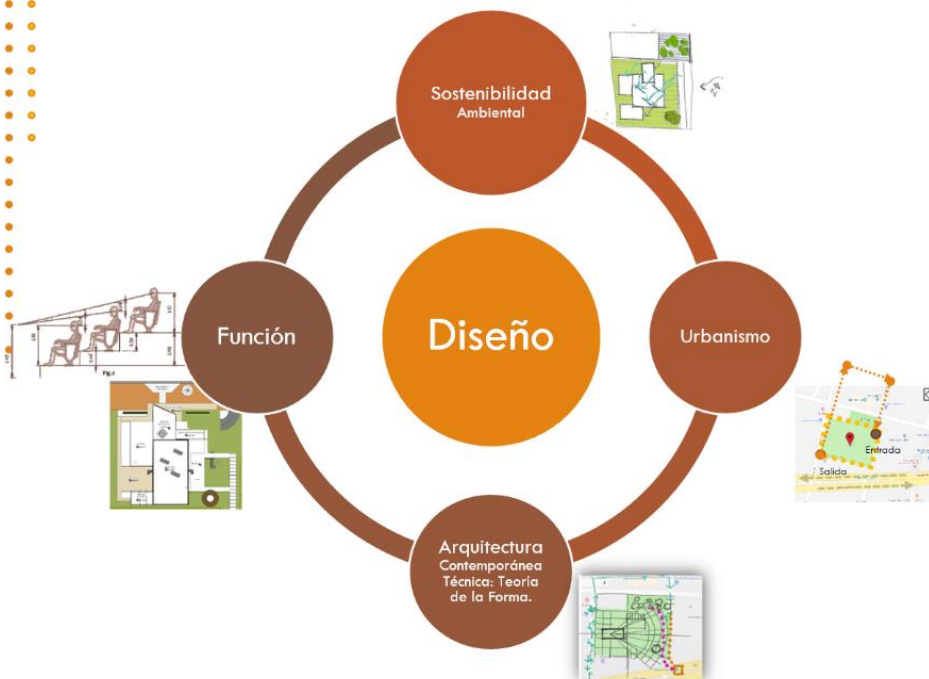 Sostenibilidad
Ambiental
Función
Diseño
Urbanismo
Entrada
Salida
Arquitectura
Contemporánea
Técnica: Teoría
de la Forma.